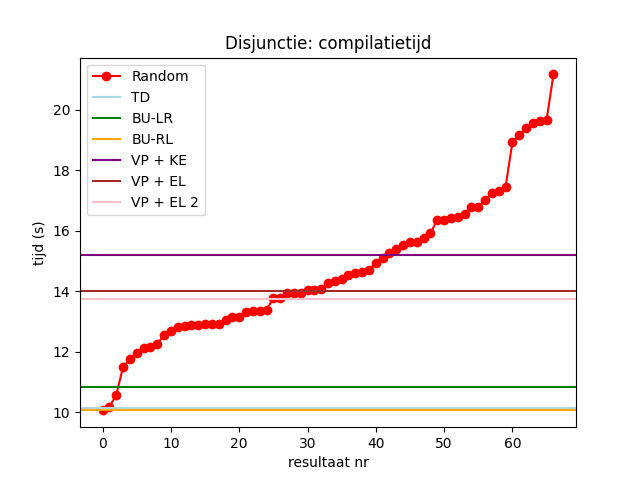 Disjunctie: compilatietijd
Random
TD
BU-LR
BU-RL
VP + KE
VP + EL
VP + EL 2
tijd (s)
20
18
16
14
12
10
0 10 20 30 40 50 60
resultaat nr